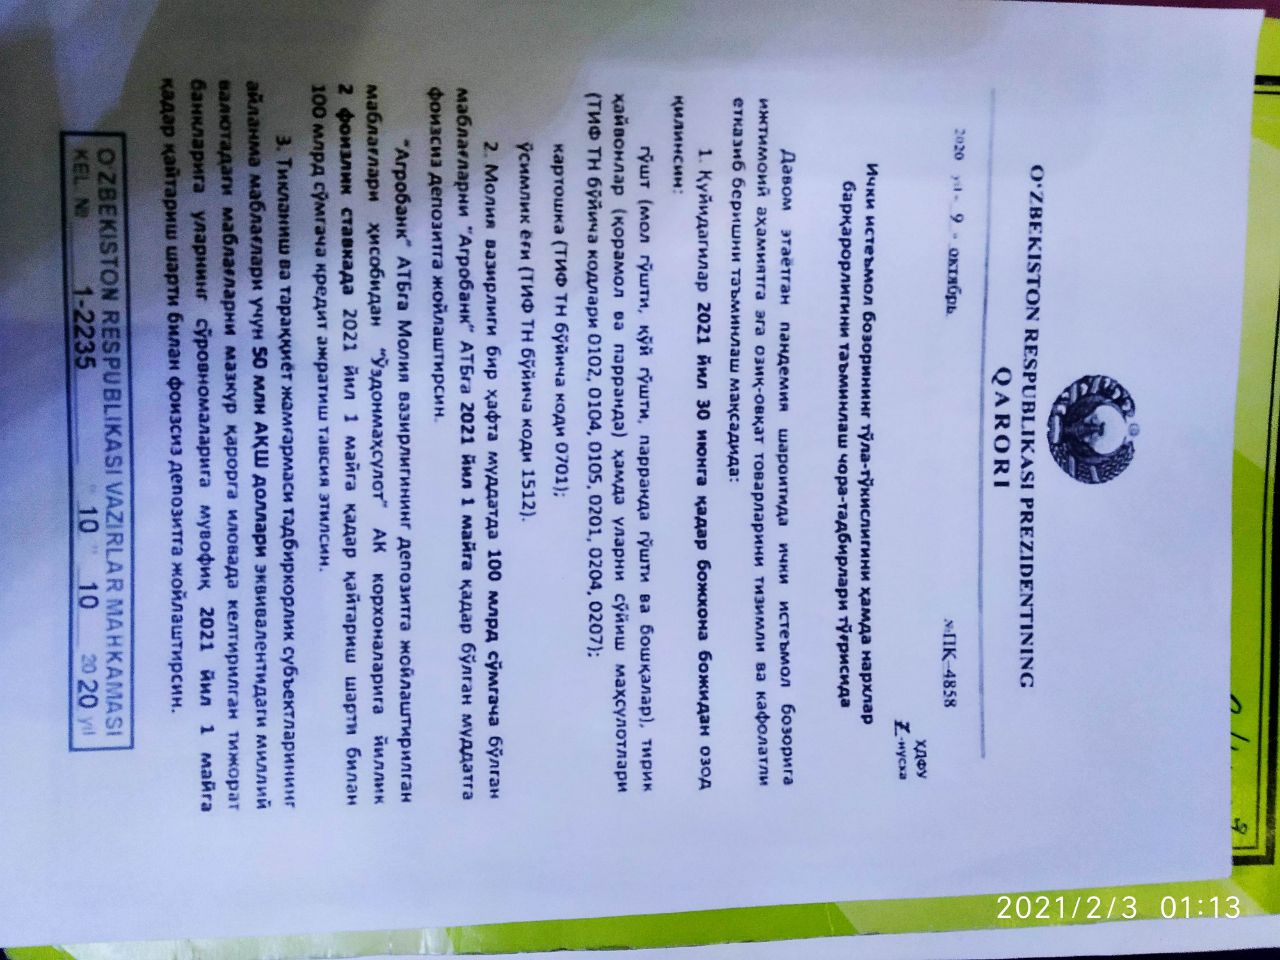 O'ZBEKISTON RESPUBLIKASI PREZIDENTINING
QARORI
2020 yil " 9 " октябрь
№ПК–4858
ХДФУ
-нусха
Ички истеъмол бозорининг тўла-тўкислигини ҳамда нархлар
барқарорлигини таъминлаш чора-тадбирлари тўғрисида
Давом этаётган пандемия шароитида ички истеъмол бозорига
ижтимоий аҳамиятга эга озиқ-овқат товарларини тизимли ва кафолатли
етказиб беришни таъминлаш мақсадида:
1. Қуйидагилар 2021 йил 30 июнга қадар божхона божидан озод
қилинсин:
гўшт (мол гўшти, қўй гўшти, парранда гўшти ва бошқалар), тирик
ҳайвонлар (қорамол ва парранда) ҳамда уларни сўйиш маҳсулотлари
(ТИФ ТН бўйича кодлари 0102, 0104, 0105, 0201, 0204, 0207);
картошка (ТИФ ТН бўйича коди 0701);
ўсимлик ёғи (ТИФ ТН бўйича коди 1512).
2. Молия вазирлиги бир ҳафта муддатда 100 млрд сўмгача бўлган
маблағларни "Агробанк" АТБга 2021 йил 1 майга қадар бўлган муддатга
фоизсиз депозитга жойлаштирсин.
"Агробанк" АТБга Молия вазирлигининг депозитга жойлаштирилган
маблағлари ҳисобидан "Ўздонмаҳсулот" АК корхоналарига йиллик
2 фоизлик ставкада 2021 йил 1 майга қадар қайтариш шарти билан
100 млрд сўмгача кредит ажратиш тавсия этилсин.
3. Тикланиш ва тараққиёт жамғармаси тадбиркорлик субъектларининг
айланма маблағлари учун 50 млн АҚШ доллари эквивалентидаги миллий
валютадаги маблағларни мазкур қарорга иловада келтирилган тижорат
банкларига уларнинг сўровномаларига мувофиқ 2021 йил 1 майга
қадар қайтариш шарти билан фоизсиз депозитга жойлаштирсин.
O'ZBEKISTON RESPUBLIKASI VAZIRLAR MAHKAMASI
KEL № 1-2235 " 10 " 10 2020 yil
2021/2/3 01:13